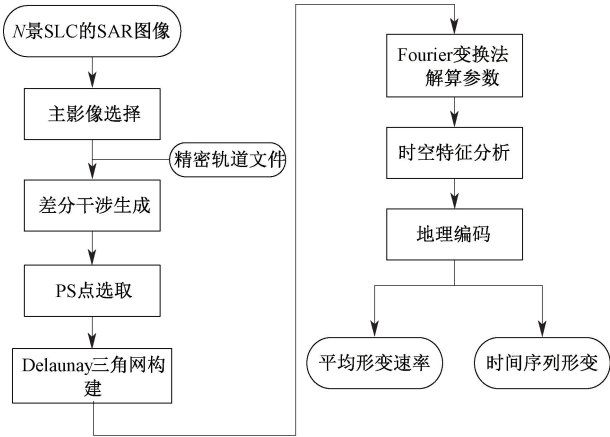 N景SLC的SAR图像
主影像选择
精密轨道文件
差分干涉生成
PS点选取
Delaunay三角网构
建
Fourier变换法
解算参数
时空特征分析
地理编码
平均形变速率
时间序列形变